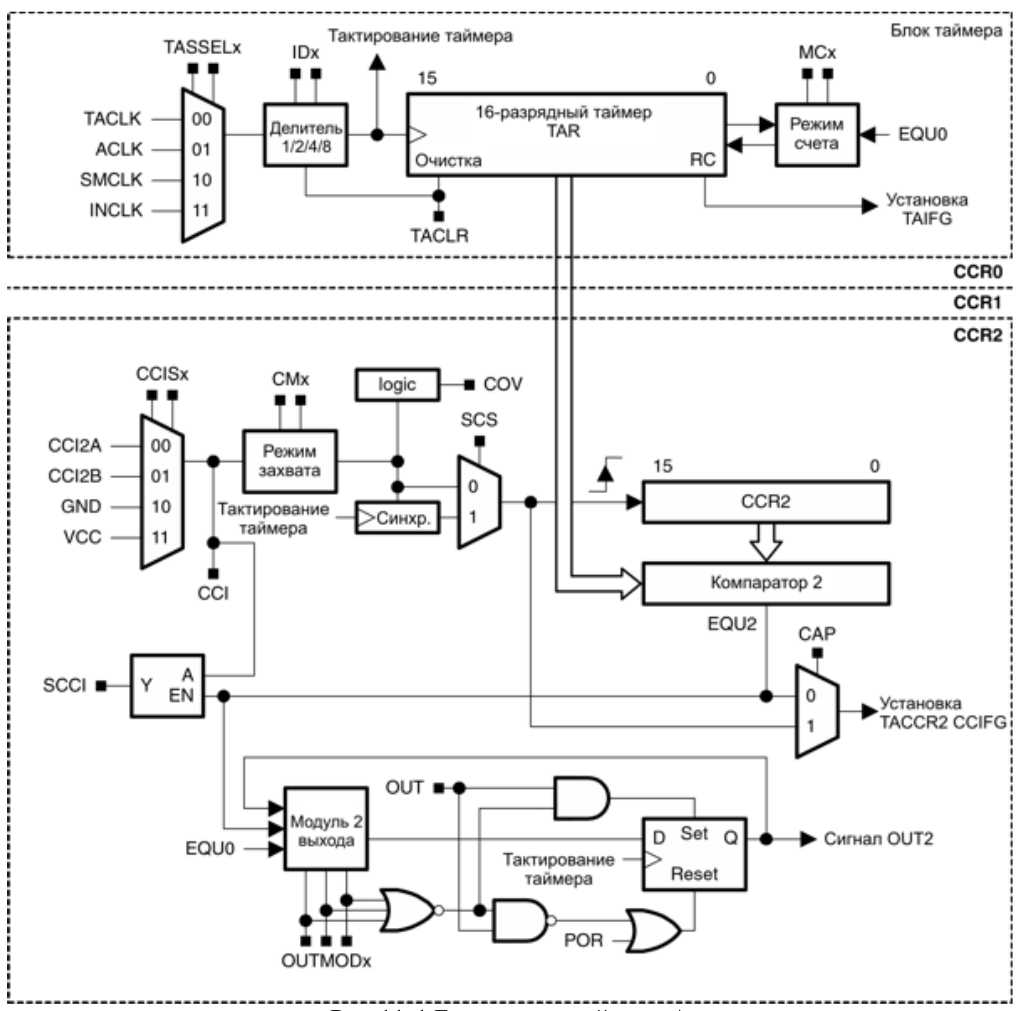 Блок таймера
Тактирование таймера
TASSELx
IDx
15
0
MCx
TACLK
ACLK
SMCLK
INCLK
00
01
10
11
Делитель
1/2/4/8
16-разрядный таймер
TAR
Очистка
RC
Режим
счета
EQU0
Установка
TAIFG
TACLR
CCR0
CCR1
CCR2
CCISx
CMx
logic
COV
SCS
CCI2A
CCI2B
GND
VCC
00
01
10
11
Режим
захвата
0
1
Тактирование
таймера
Синхр.
15
0
CCR2
Компаратор 2
EQU2
CCI
CAP
SCCI
Y
A
EN
0
1
Установка
TACCR2 CCIFG
OUT
Модуль 2
выхода
EQU0
D
Set
Q
Reset
Сигнал OUT2
Тактирование
таймера
POR
OUTMODx